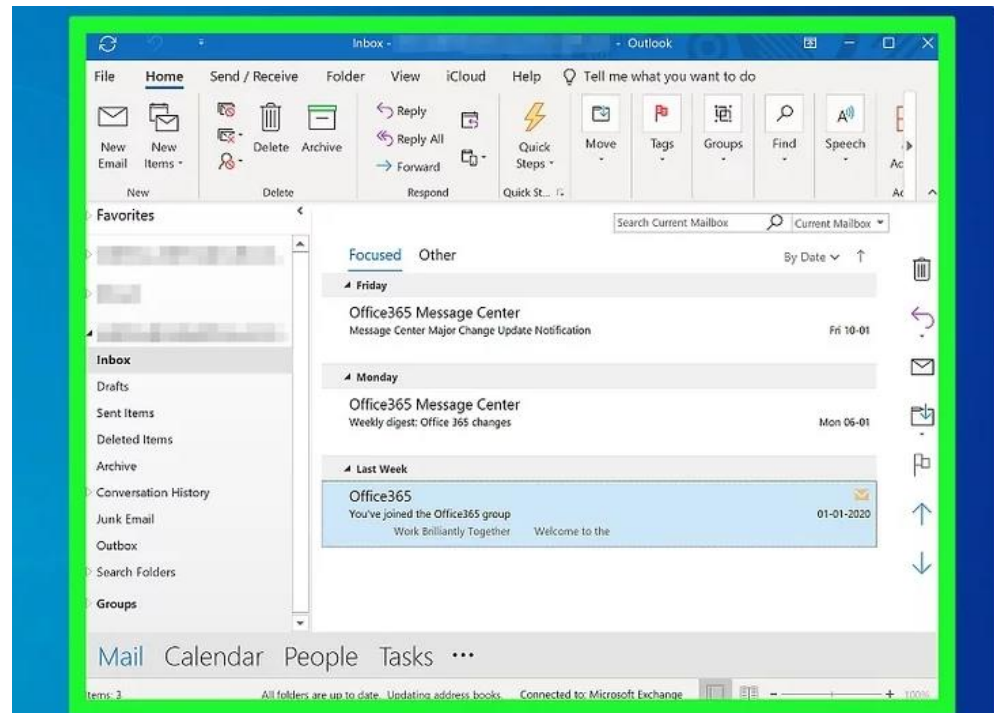 Inbox -
- Outlook
File Home Send / Receive Folder View iCloud Help Tell me what you want to do
New Email
New Items
Delete
Archive
Reply
Reply All
Forward
Quick Steps
Move
Tags
Groups
Find
Speech
Ac
New Delete Respond Quick St... Ac
Favorites
Search Current Mailbox Current Mailbox
Focused Other By Date
Friday
Office365 Message Center
Message Center Major Change Update Notification Fri 10-01
Monday
Office365 Message Center
Weekly digest: Office 365 changes Mon 06-01
Last Week
Office365
You've joined the Office365 group 01-01-2020
Work Brilliantly Together Welcome to the
Inbox
Drafts
Sent Items
Deleted Items
Archive
Conversation History
Junk Email
Outbox
Search Folders
Groups
Mail Calendar People Tasks •••
tems: 3 All folders are up to date. Updating address books. Connected to: Microsoft Exchange 100%